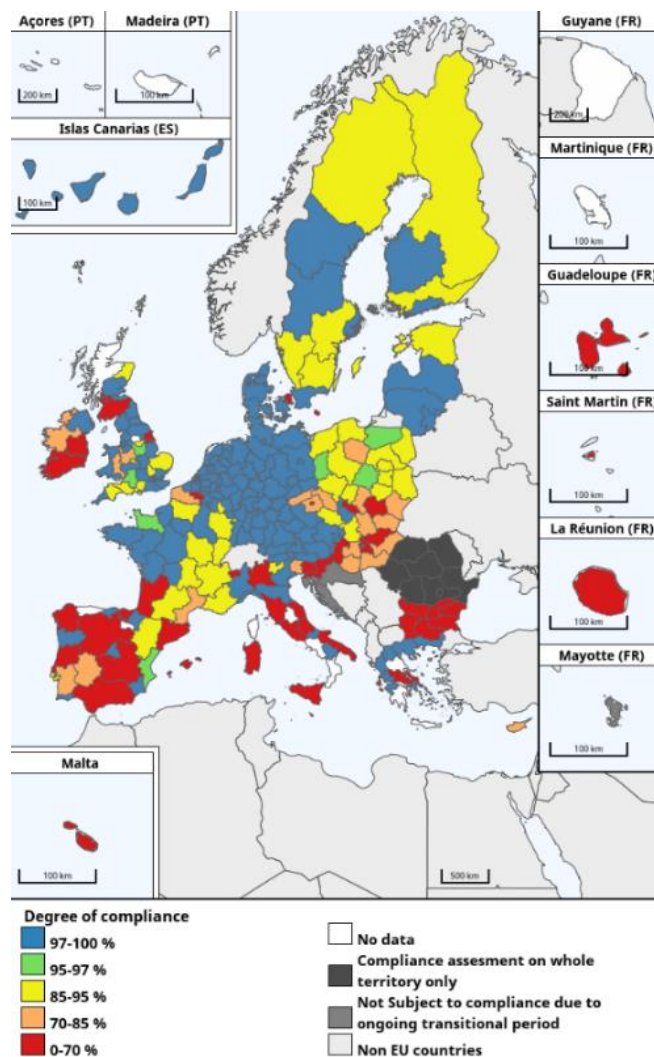 Açores (PT)
Madeira (PT)
Guyane (FR)
200 km
100 km
200 km
Islas Canarias (ES)
100 km
Martinique (FR)
100 km
Guadeloupe (FR)
100 km
Saint Martin (FR)
100 km
La Réunion (FR)
100 km
Mayotte (FR)
100 km
Malta
100 km
500 km
Degree of compliance
97-100 %
95-97 %
85-95 %
70-85 %
0-70 %
No data
Compliance assesment on whole
territory only
Not Subject to compliance due to
ongoing transitional period
Non EU countries